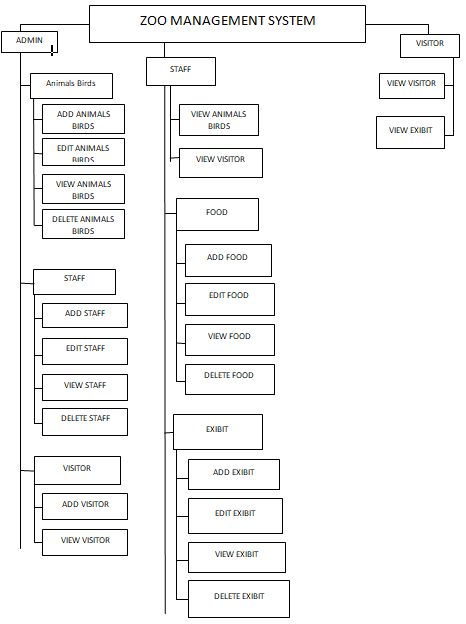 ZOO MANAGEMENT SYSTEM
ADMIN
Animals Birds
ADD ANIMALS
BIRDS
EDIT ANIMALS
BIRDS
VIEW ANIMALS
BIRDS
DELETE ANIMALS
BIRDS
STAFF
ADD STAFF
EDIT STAFF
VIEW STAFF
DELETE STAFF
VISITOR
ADD VISITOR
VIEW VISITOR
STAFF
VIEW ANIMALS
BIRDS
VIEW VISITOR
FOOD
ADD FOOD
EDIT FOOD
VIEW FOOD
DELETE FOOD
EXIBIT
ADD EXIBIT
EDIT EXIBIT
VIEW EXIBIT
DELETE EXIBIT
VISITOR
VIEW VISITOR
VIEW EXIBIT